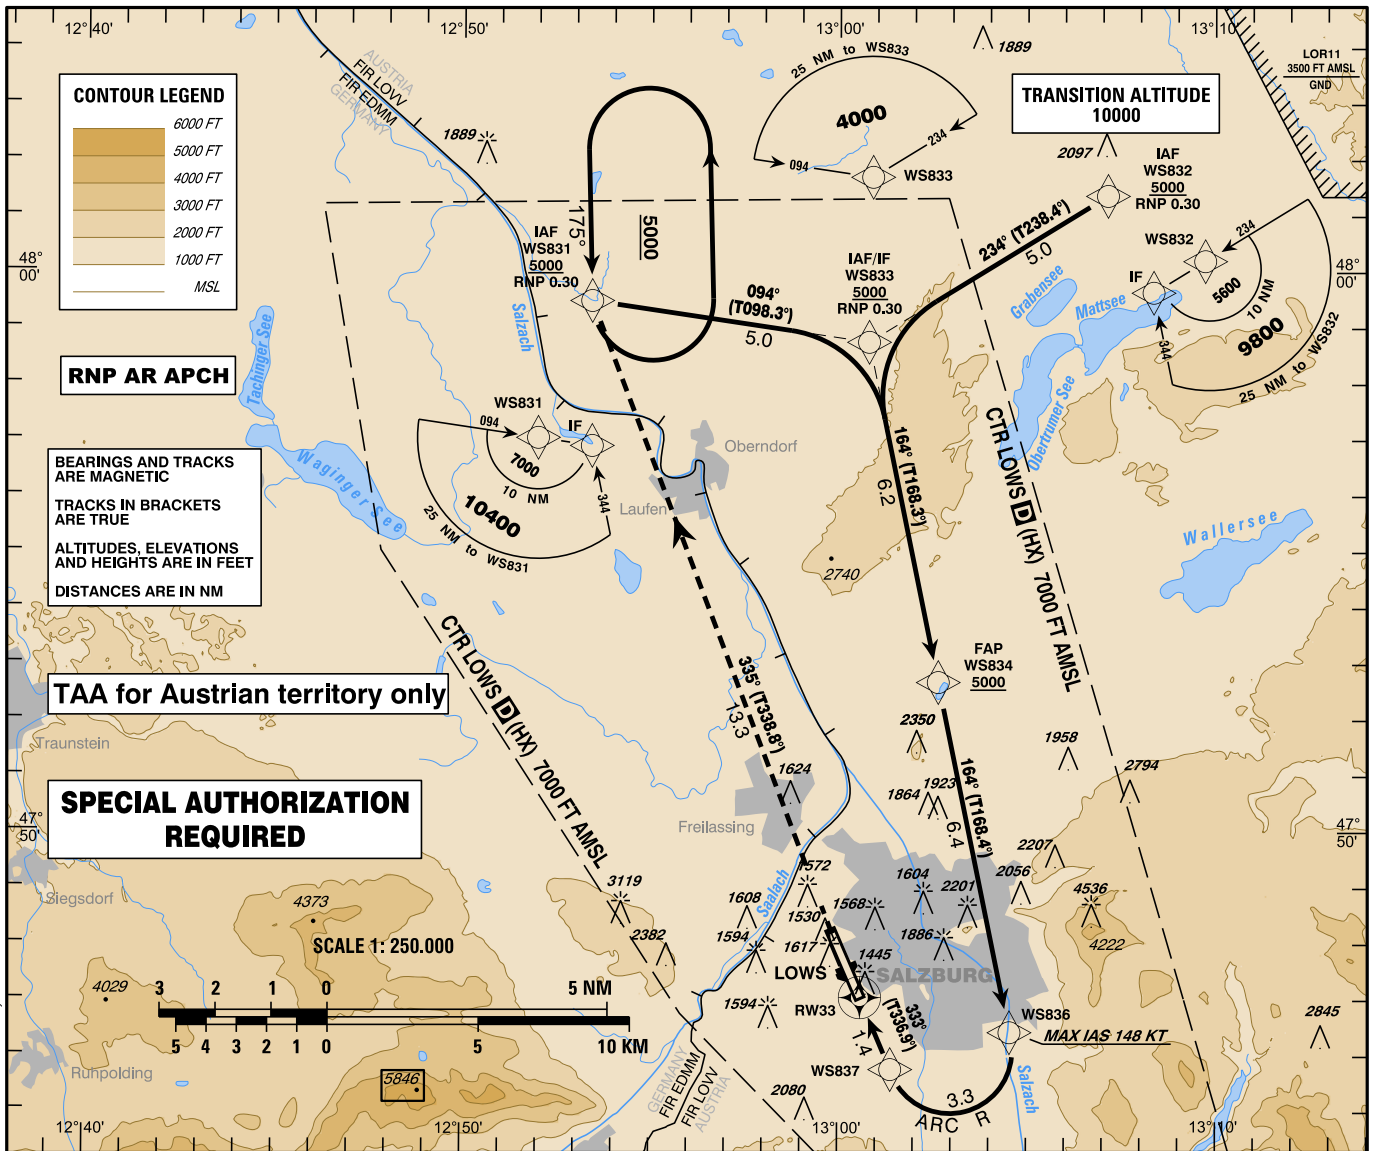 12°40'
12°50'
13°00'
13°10'
AUSTRIA
FIR LOVV
FIR EDMM
GERMANY
25 NM to WS833
4000
094
234
WS833
1889
LOR11
3500 FT AMSL
GND
TRANSITION ALTITUDE
10000
CONTOUR LEGEND
6000 FT
5000 FT
4000 FT
3000 FT
2000 FT
1000 FT
MSL
1889
2097
IAF
WS832
5000
RNP 0.30
175°
5000
IAF
WS831
5000
RNP 0.30
234° (T238.4°)
5.0
WS832
234
IF
5600
10 NM
9800
344
25 NM to WS832
48°
00'
48°
00'
IAF/IF
WS833
5000
RNP 0.30
094°
(T098.3°)
5.0
Grabensee
Mattsee
Obertrumer See
Salzach
Tachinger See
RNP AR APCH
WS831
094
IF
7000
10 NM
10400
344
25 NM to WS831
Oberndorf
Laufen
Waginger See
BEARINGS AND TRACKS
ARE MAGNETIC
TRACKS IN BRACKETS
ARE TRUE
ALTITUDES, ELEVATIONS
AND HEIGHTS ARE IN FEET
DISTANCES ARE IN NM
164° (T168.3°)
6.2
CTR LOWS D (HX) 7000 FT AMSL
Wallersee
2740
CTR LOWS D (HX) 7000 FT AMSL
335° (T338.8°)
13.3
FAP
WS834
5000
TAA for Austrian territory only
Traunstein
2350
1958
2794
1624
1864
1923
164° (T168.4°)
6.4
SPECIAL AUTHORIZATION
REQUIRED
47°
50'
47°
50'
Freilassing
2207
2056
Siegsdorf
3119
4373
1572
1604
2201
4536
1608
Saalach
1530
1568
4222
2382
1594
1617
1886
SCALE 1: 250.000
1445
LOWS
SALZBURG
4029
3 2 1 0 5 NM
5 4 3 2 1 0 5 10 KM
1594
RW33
333°
(T336.9°)
1.4
WS836
MAX IAS 148 KT
2845
Ruhpolding
5846
WS837
GERMANY
FIR EDMM
FIR LOVV
AUSTRIA
2080
3.3
ARC R
Salzach
12°40'
12°50'
13°00'
13°10'